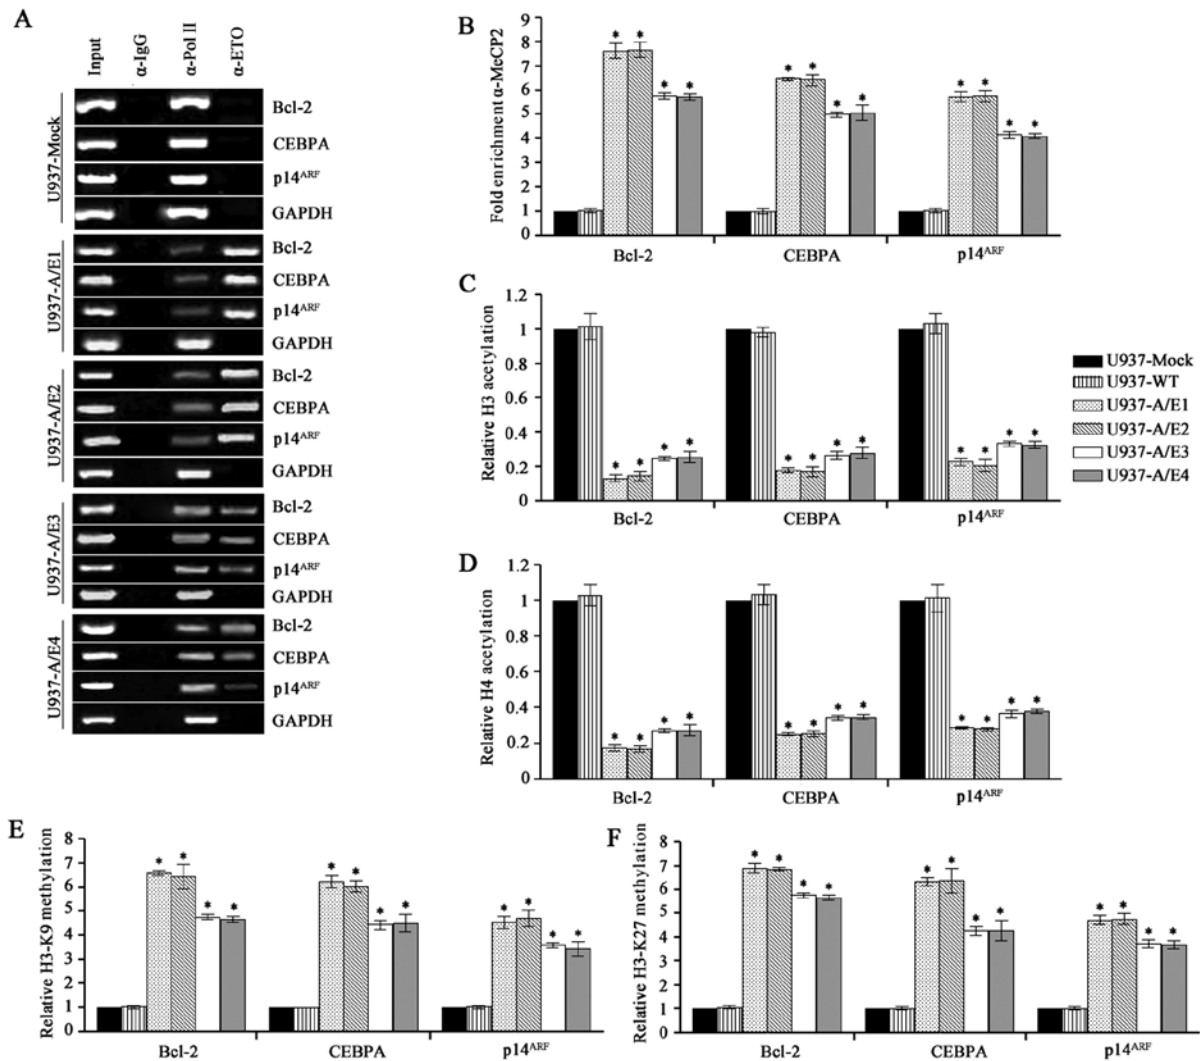 A
Input
α-IgG
α-Pol II
α-ETO
U937-Mock
Bcl-2
CEBPA
p14ARF
GAPDH
U937-A/E1
Bcl-2
CEBPA
p14ARF
GAPDH
U937-A/E2
Bcl-2
CEBPA
p14ARF
GAPDH
U937-A/E3
Bcl-2
CEBPA
p14ARF
GAPDH
U937-A/E4
Bcl-2
CEBPA
p14ARF
GAPDH
B
Fold enrichment α-MeCP2
9
8
7
6
5
4
3
2
1
0
* * * *
* * * *
* * * *
Bcl-2 CEBPA p14ARF
C
Relative H3 acetylation
1.2
1
0.8
0.6
0.4
0.2
0
* * * *
* * * *
* * * *
Bcl-2 CEBPA p14ARF
U937-Mock
U937-WT
U937-A/E1
U937-A/E2
U937-A/E3
U937-A/E4
D
Relative H4 acetylation
1.2
1
0.8
0.6
0.4
0.2
0
* * * *
* * * *
* * * *
Bcl-2 CEBPA p14ARF
E
Relative H3-K9 methylation
8
7
6
5
4
3
2
1
0
* * * *
* * * *
* * * *
Bcl-2 CEBPA p14ARF
F
Relative H3-K27 methylation
8
7
6
5
4
3
2
1
0
* * * *
* * * *
* * * *
Bcl-2 CEBPA p14ARF